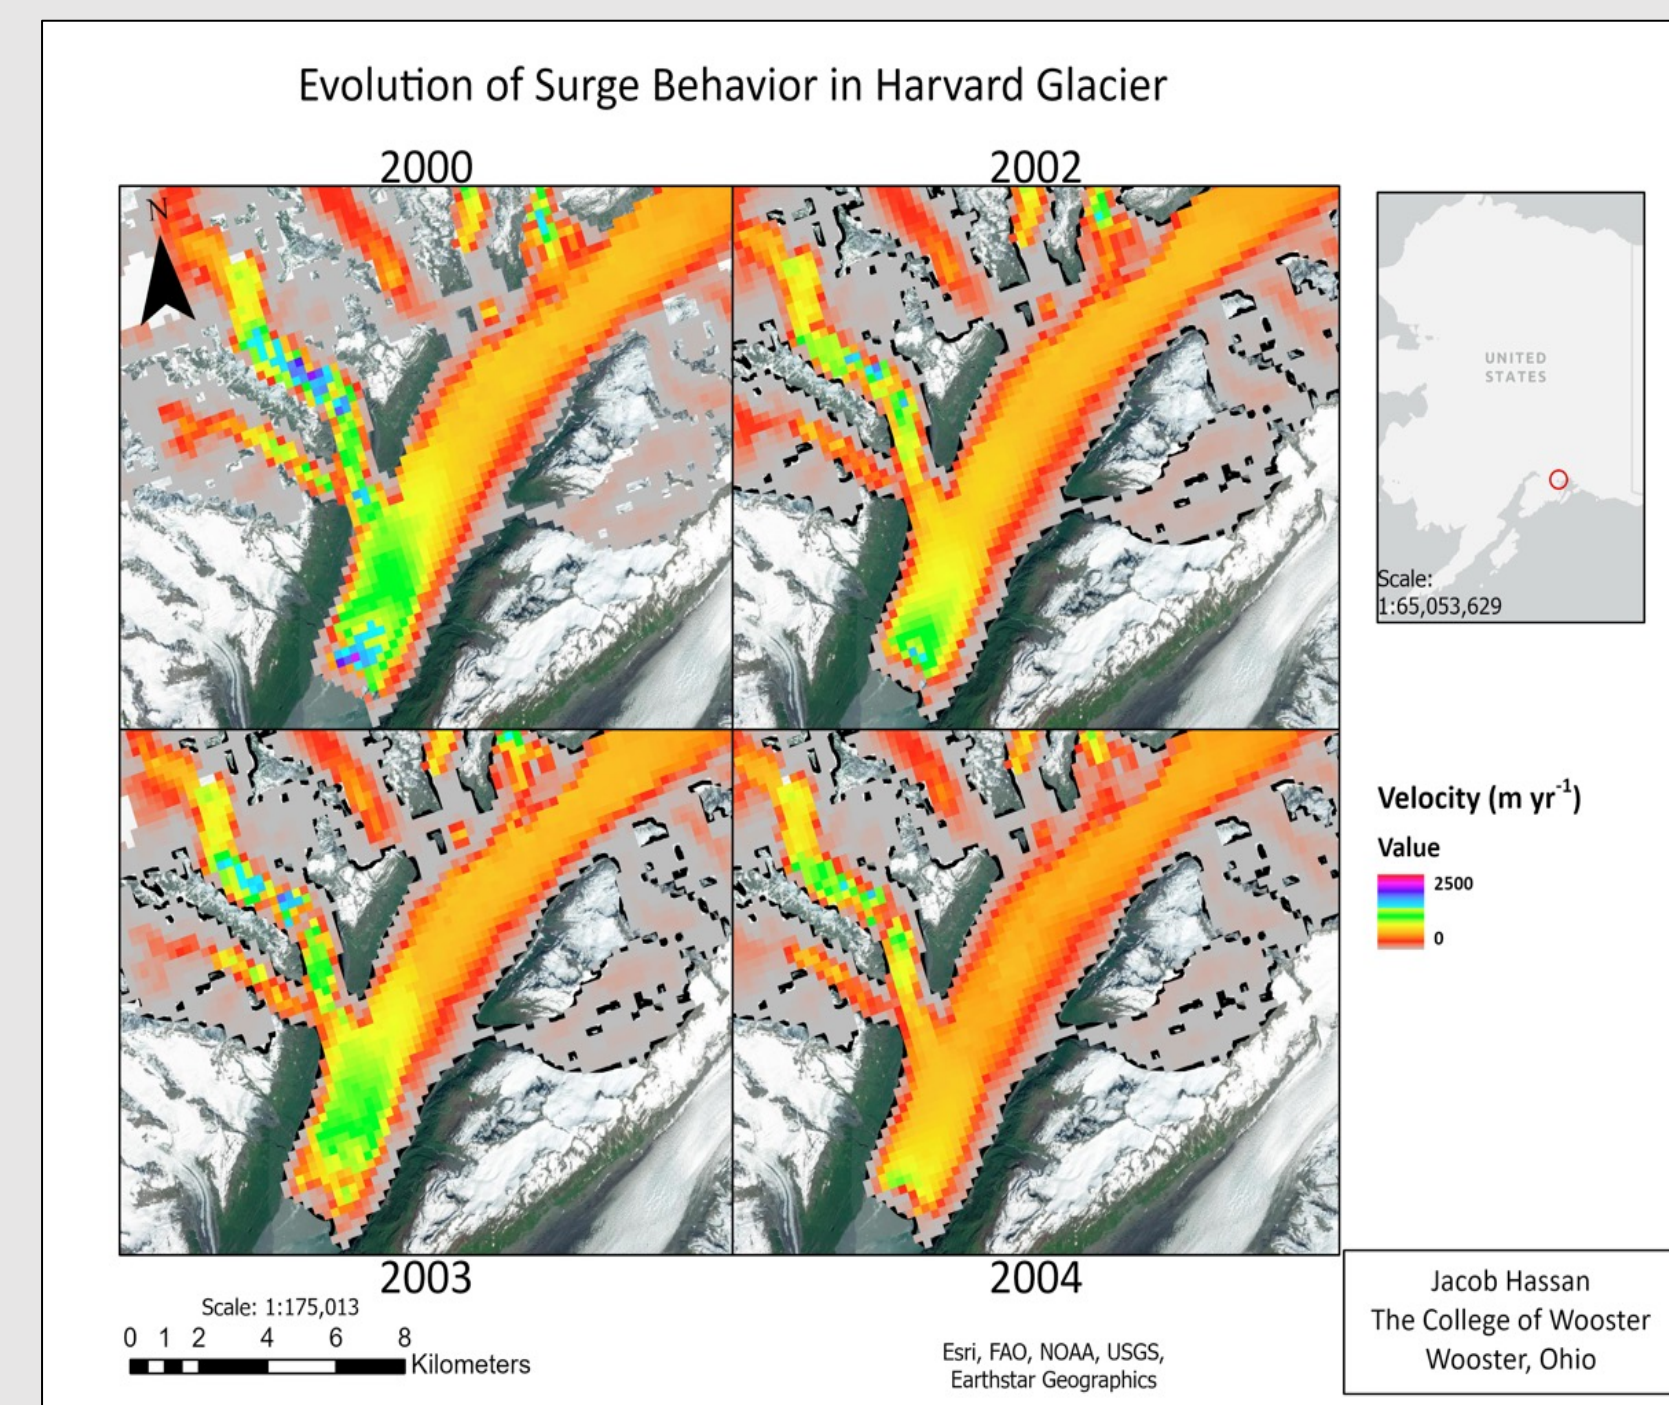 Evolution of Surge Behavior in Harvard Glacier
2000
2002
N
UNITED
STATES
Scale:
1:65,053,629
Velocity (m yr-1)
Value
2500
0
2003
2004
Scale: 1:175,013
0 1 2 4 6 8
Kilometers
Esri, FAO, NOAA, USGS,
Earthstar Geographics
Jacob Hassan
The College of Wooster
Wooster, Ohio